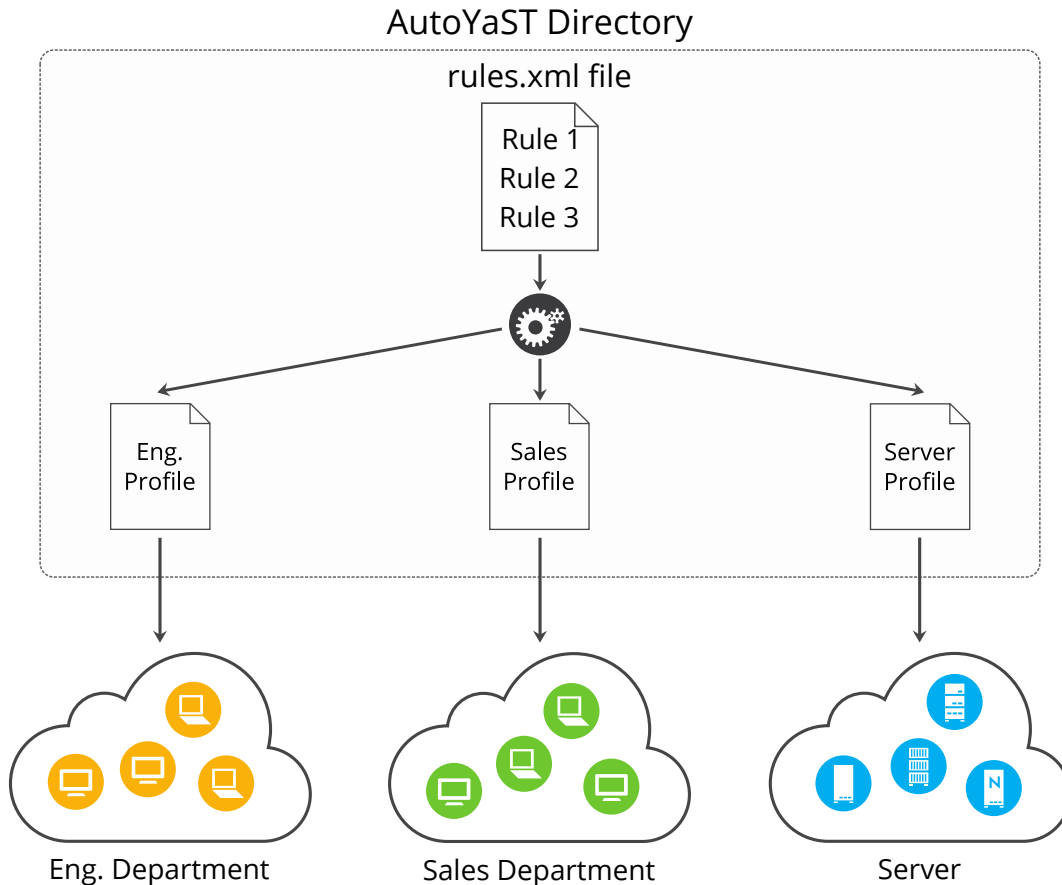 AutoYaST Directory
rules.xml file
Rule 1
Rule 2
Rule 3
Eng.
Profile
Sales
Profile
Server
Profile
N
Eng. Department
Sales Department
Server